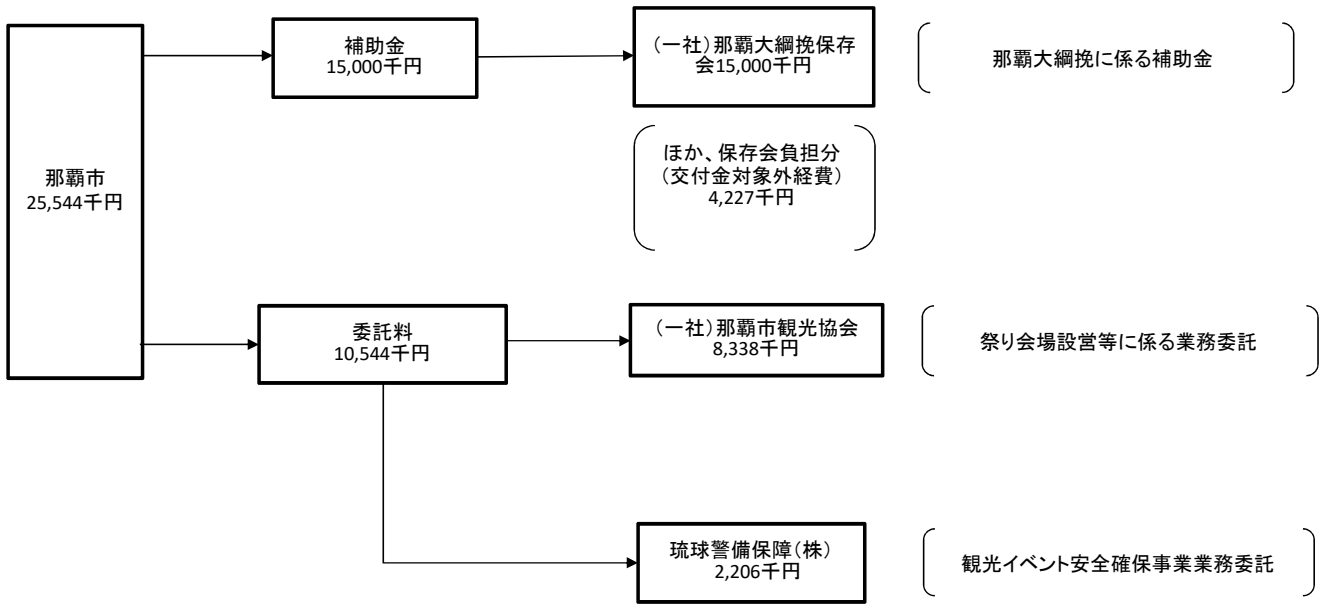 補助金
15,000千円
(一社)那覇大綱挽保存
会15,000千円
那覇大綱挽に係る補助金
ほか、保存会負担分
(交付金対象外経費)
4,227千円
那覇市
25,544千円
委託料
10,544千円
(一社)那覇市観光協会
8,338千円
祭り会場設営等に係る業務委託
琉球警備保障(株)
2,206千円
観光イベント安全確保事業業務委託